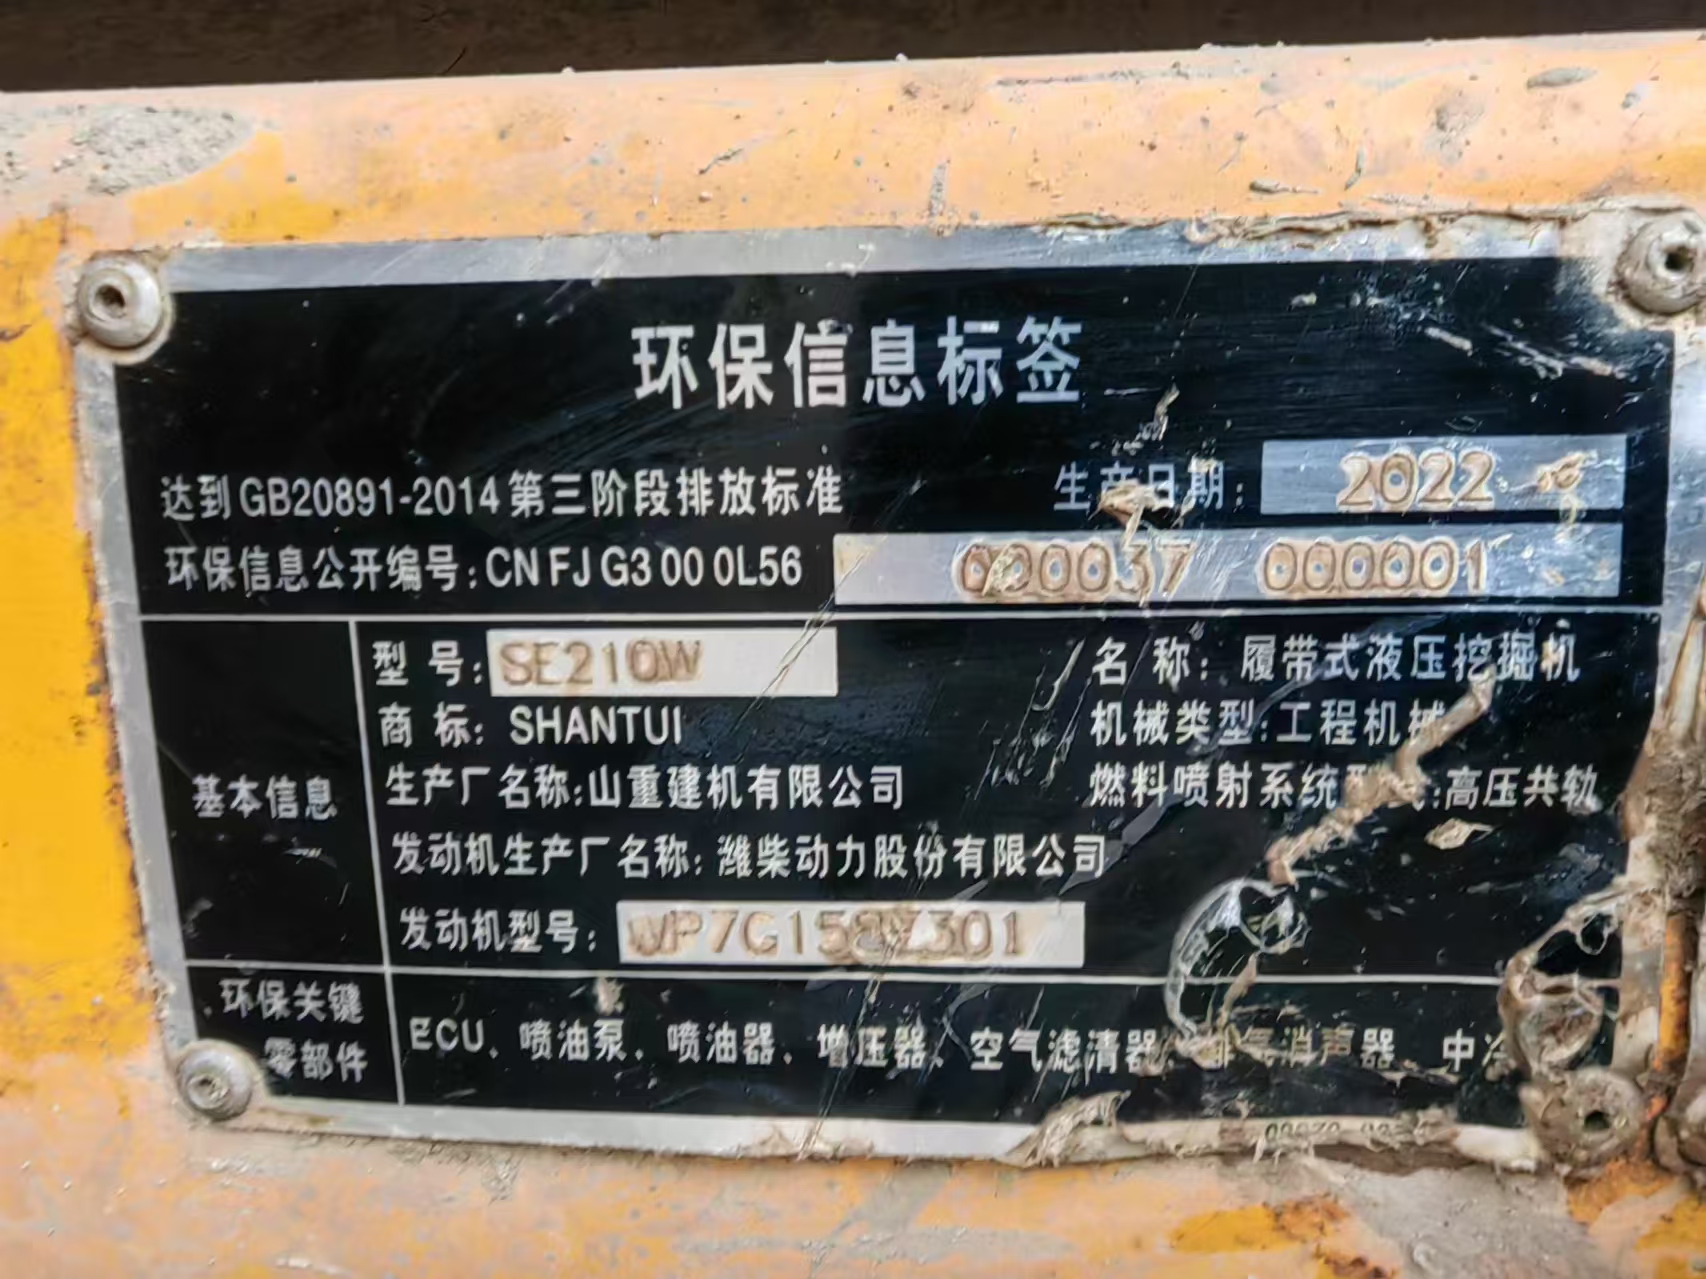 环保信息标签
达到GB20891-2014第三阶段排放标准 生产日期: 2022
环保信息公开编号:CN FJ G3 00 0L56 000037 000001
型号: SE210W 名称: 履带式液压挖掘机
商标: SHANTUI 机械类型:工程机械
基本信息 生产厂名称:山重建机有限公司 燃料喷射系统型式:高压共轨
发动机生产厂名称: 潍柴动力股份有限公司
发动机型号: WP7G158E301
环保关键零部件 ECU、喷油泵、喷油器、增压器、空气滤清器、排气消声器 中冷